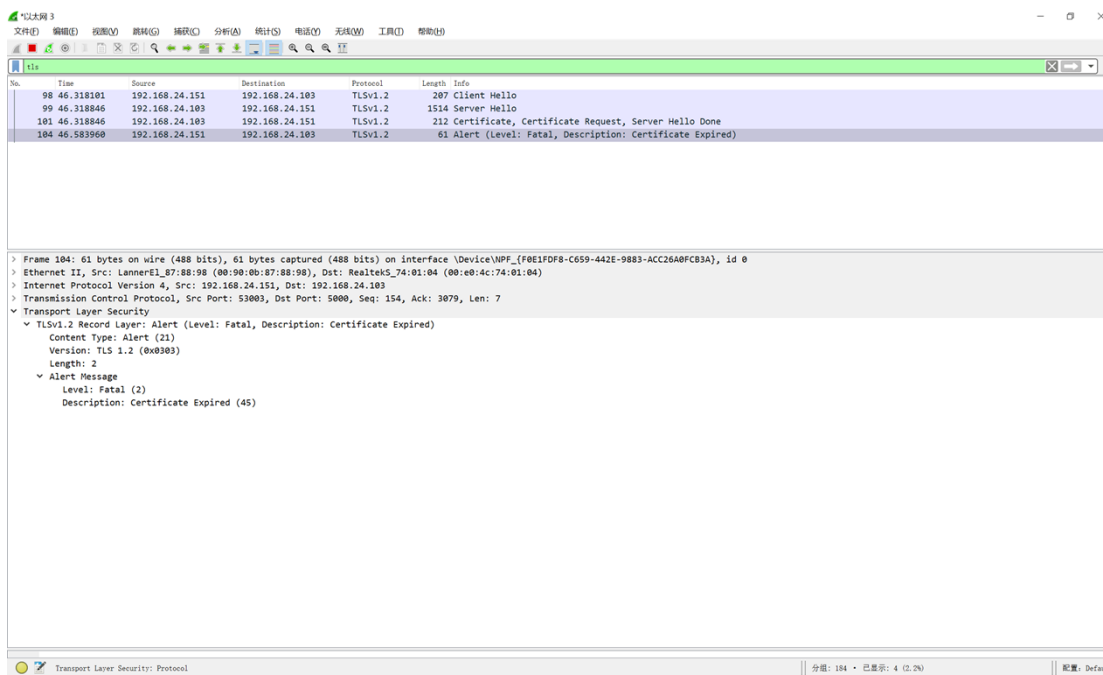 *以太网 3
文件(F) 编辑(E) 视图(V) 跳转(G) 捕获(C) 分析(A) 统计(S) 电话(Y) 无线(W) 工具(T) 帮助(H)
tls
No. Time Source Destination Protocol Length Info
98 46.318101 192.168.24.151 192.168.24.103 TLSv1.2 207 Client Hello
99 46.318846 192.168.24.103 192.168.24.151 TLSv1.2 1514 Server Hello
101 46.318846 192.168.24.103 192.168.24.151 TLSv1.2 212 Certificate, Certificate Request, Server Hello Done
104 46.583960 192.168.24.151 192.168.24.103 TLSv1.2 61 Alert (Level: Fatal, Description: Certificate Expired)
> Frame 104: 61 bytes on wire (488 bits), 61 bytes captured (488 bits) on interface \Device\NPF_{F0E1FDF8-C659-442E-9883-ACC26A0FCB3A}, id 0
> Ethernet II, Src: LannerEl_87:88:98 (00:90:0b:87:88:98), Dst: RealtekS_74:01:04 (00:e0:4c:74:01:04)
> Internet Protocol Version 4, Src: 192.168.24.151, Dst: 192.168.24.103
> Transmission Control Protocol, Src Port: 53003, Dst Port: 5000, Seq: 154, Ack: 3079, Len: 7
Transport Layer Security
TLSv1.2 Record Layer: Alert (Level: Fatal, Description: Certificate Expired)
Content Type: Alert (21)
Version: TLS 1.2 (0x0303)
Length: 2
Alert Message
Level: Fatal (2)
Description: Certificate Expired (45)
Transport Layer Security: Protocol
分组: 184 · 已显示: 4 (2.2%)
配置: Defau